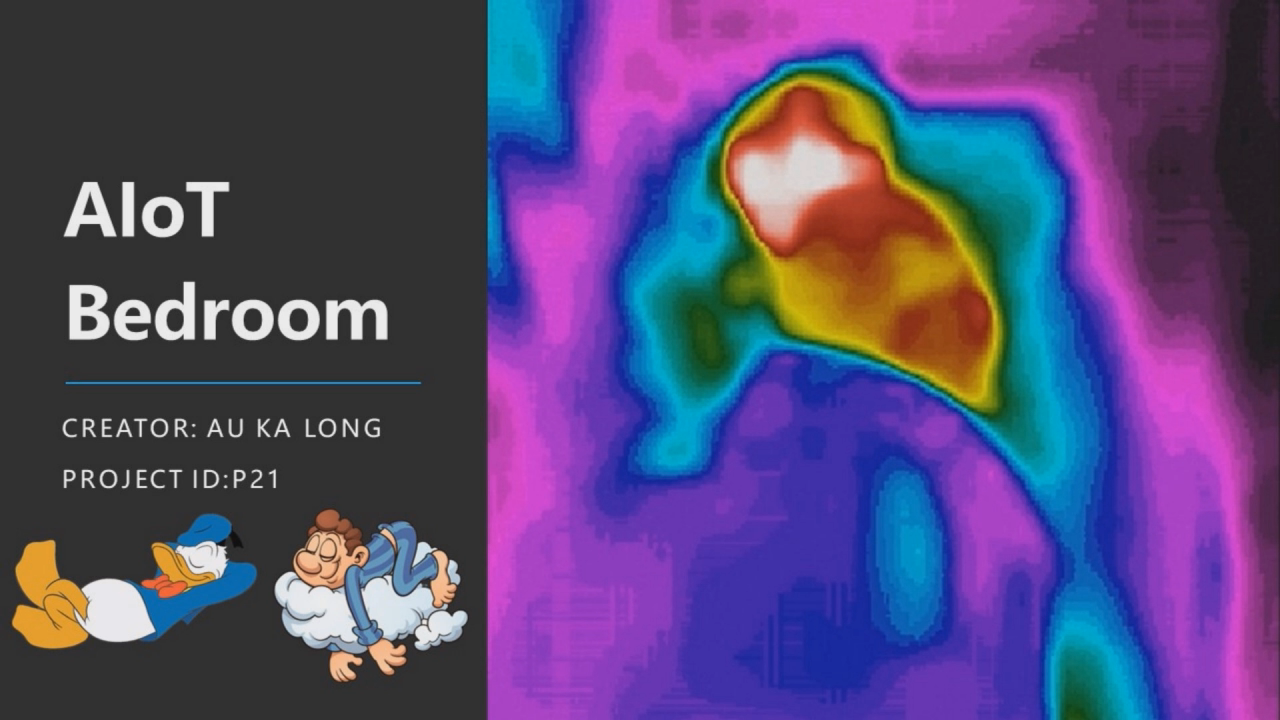 AIoT
Bedroom
CREATOR: AU KA LONG
PROJECT ID:P21